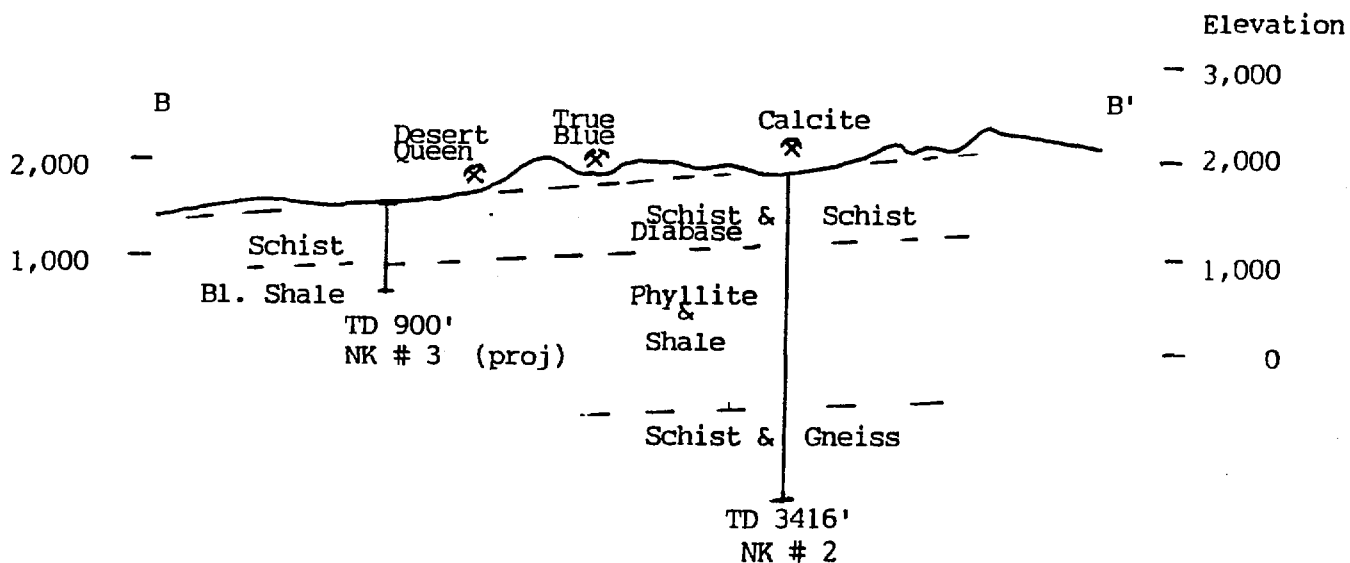 Elevation
3,000
B
B'
Desert
Queen
True
Blue
Calcite
2,000
2,000
Schist &
Diabase
Schist
Schist
1,000
1,000
Bl. Shale
Phyllite
&
Shale
TD 900'
NK # 3 (proj)
0
Schist & Gneiss
TD 3416'
NK # 2